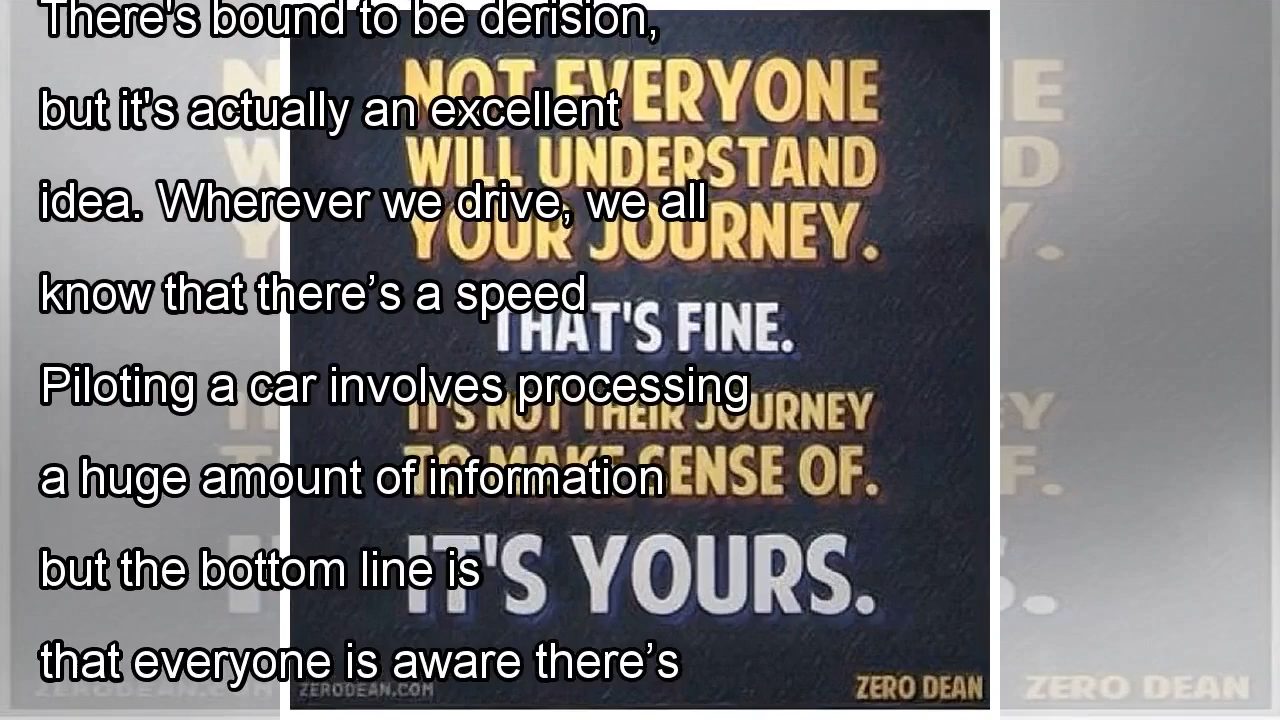 There's bound to be derision,
but it's actually an excellent
idea. Wherever we drive, we all
know that there’s a speed
Piloting a car involves processing
a huge amount of information
but the bottom line is
that everyone is aware there’s
NOT EVERYONE
WILL UNDERSTAND
YOUR JOURNEY.
THAT'S FINE.
IT'S NOT THEIR JOURNEY
TO MAKE SENSE OF.
IT'S YOURS.
ZERODEAN.COM
ZERO DEAN
ZERO DEAN